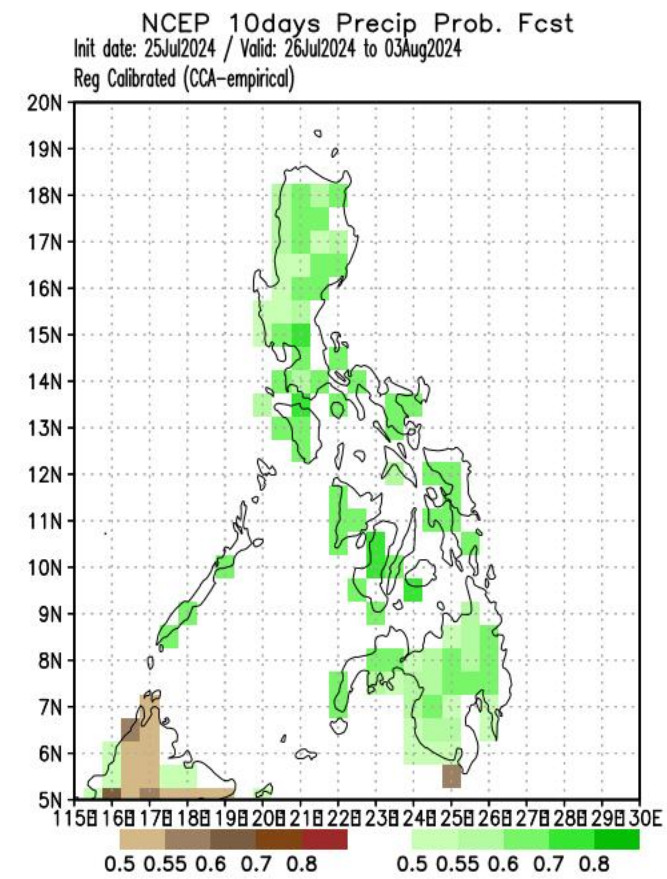 NCEP 10days Precip Prob. Fcst
Init date: 25Jul2024 / Valid: 26Jul2024 to 03Aug2024
Reg Calibrated (CCA-empirical)
20N
19N
18N
17N
16N
15N
14N
13N
12N
11N
10N
9N
8N
7N
6N
5N
115E 116E 117E 118E 119E 120E 121E 122E 123E 124E 125E 126E 127E 128E 129E 130E
0.5 0.55 0.6 0.7 0.8 0.5 0.55 0.6 0.7 0.8